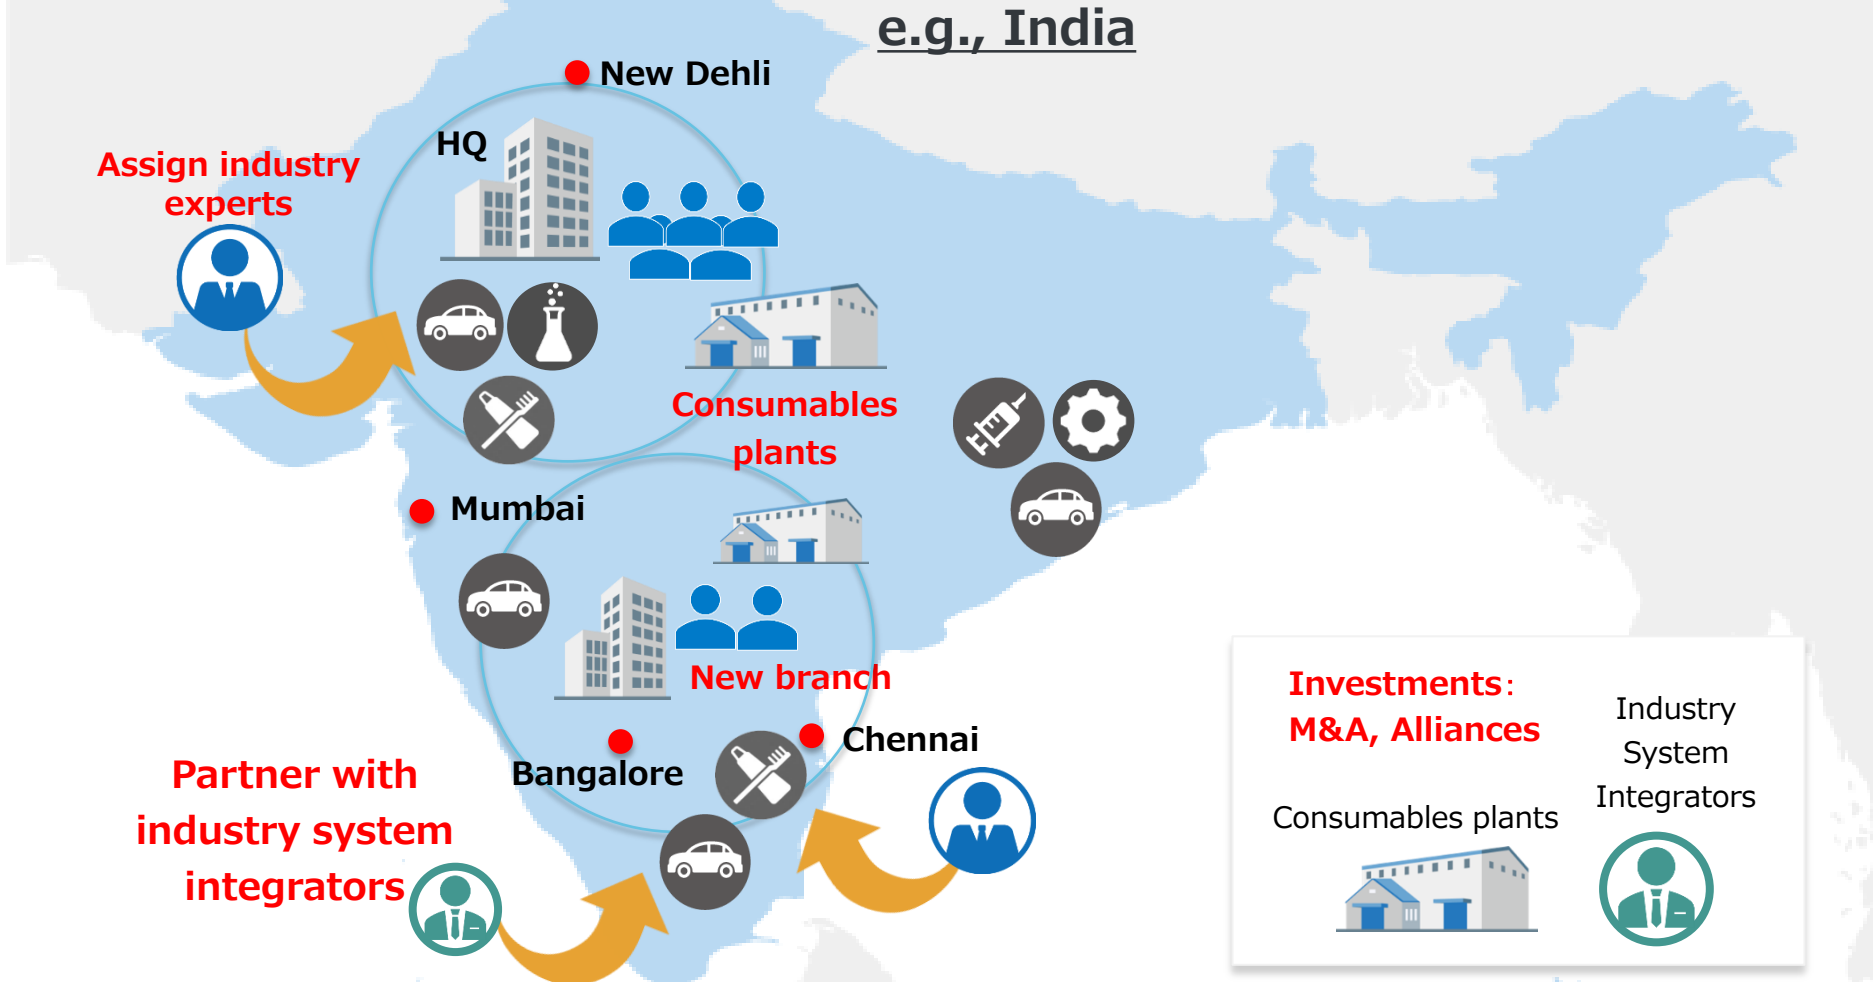 e.g., India
New Dehli
HQ
Assign industry
experts
Consumables
plants
Mumbai
New branch
Chennai
Bangalore
Partner with
industry system
integrators
Investments:
M&A, Alliances
Consumables plants
Industry
System
Integrators